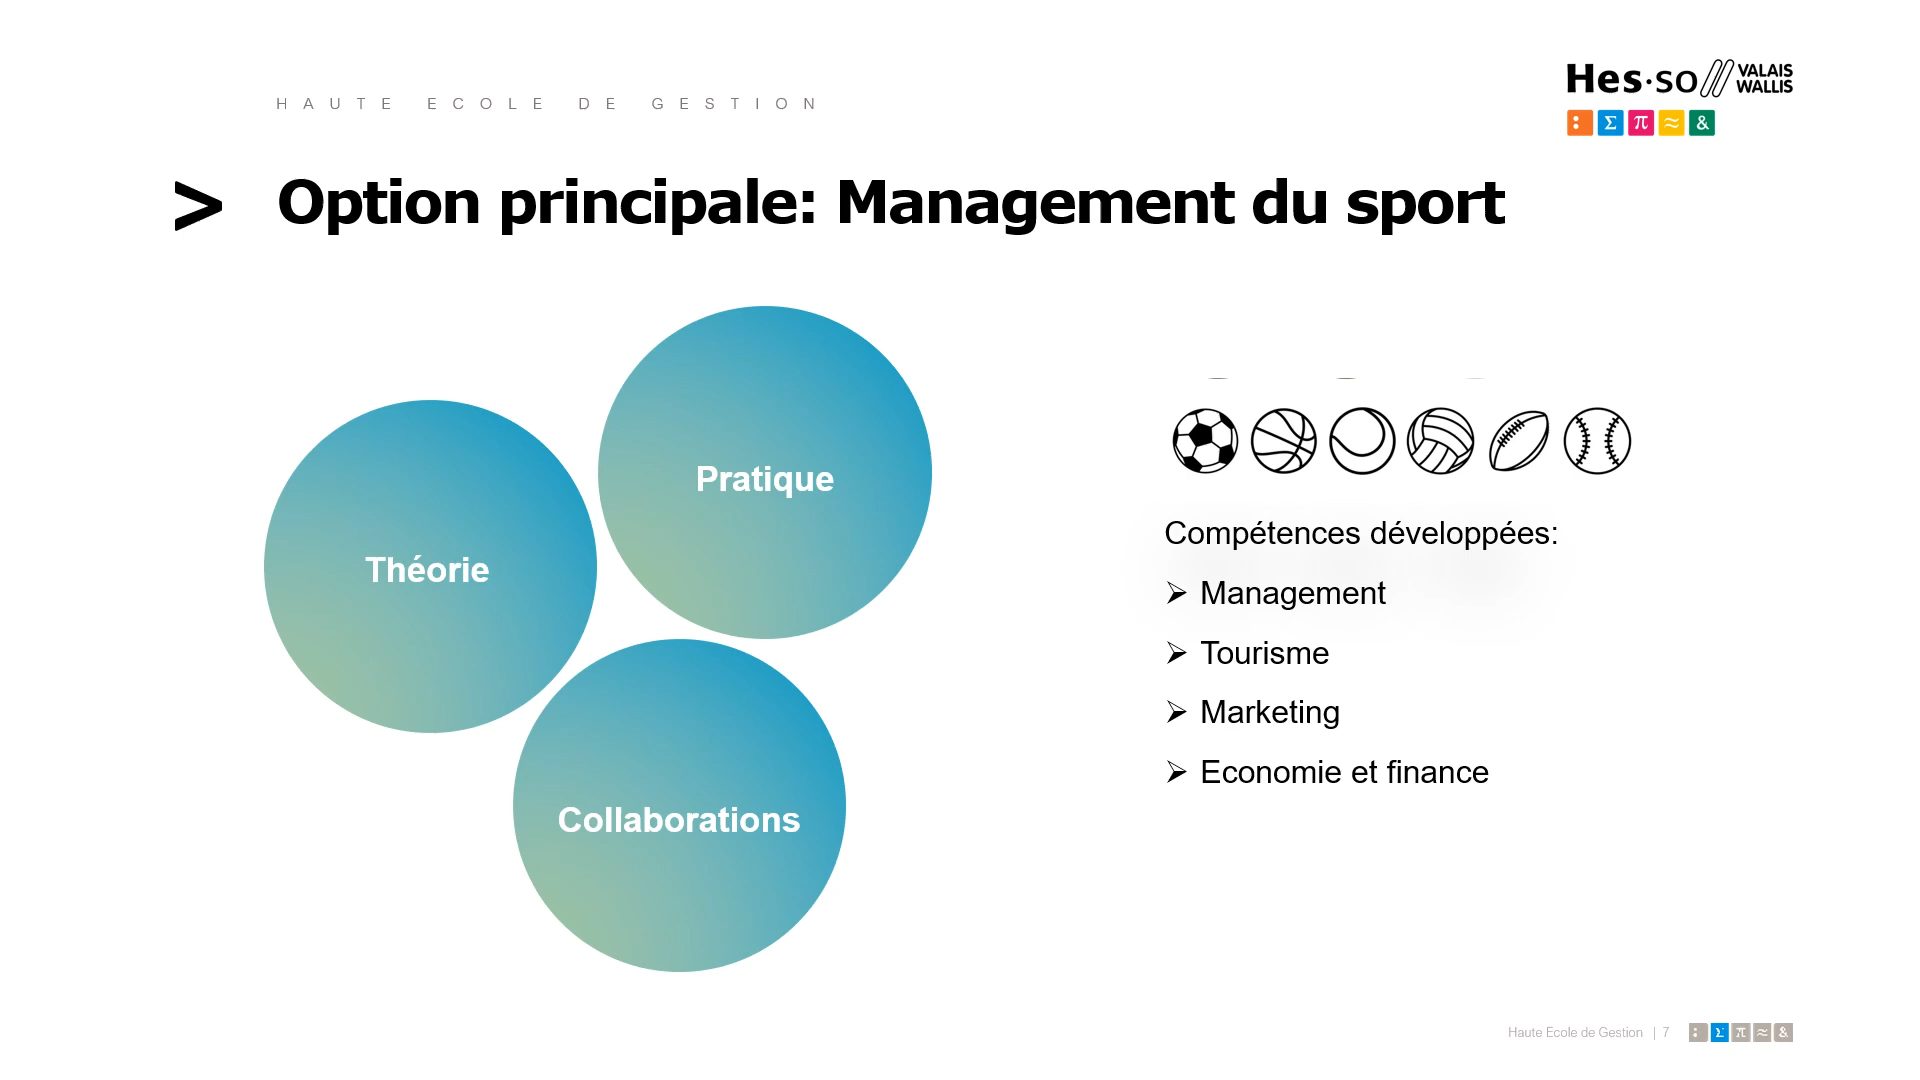 HAUTE ECOLE DE GESTION
Hes·so VALAIS
WALLIS
: Σ π ≈ &
> Option principale: Management du sport
Pratique
Théorie
Collaborations
Compétences développées:
➢ Management
➢ Tourisme
➢ Marketing
➢ Economie et finance
Haute Ecole de Gestion | 7
: Σ π ≈ &